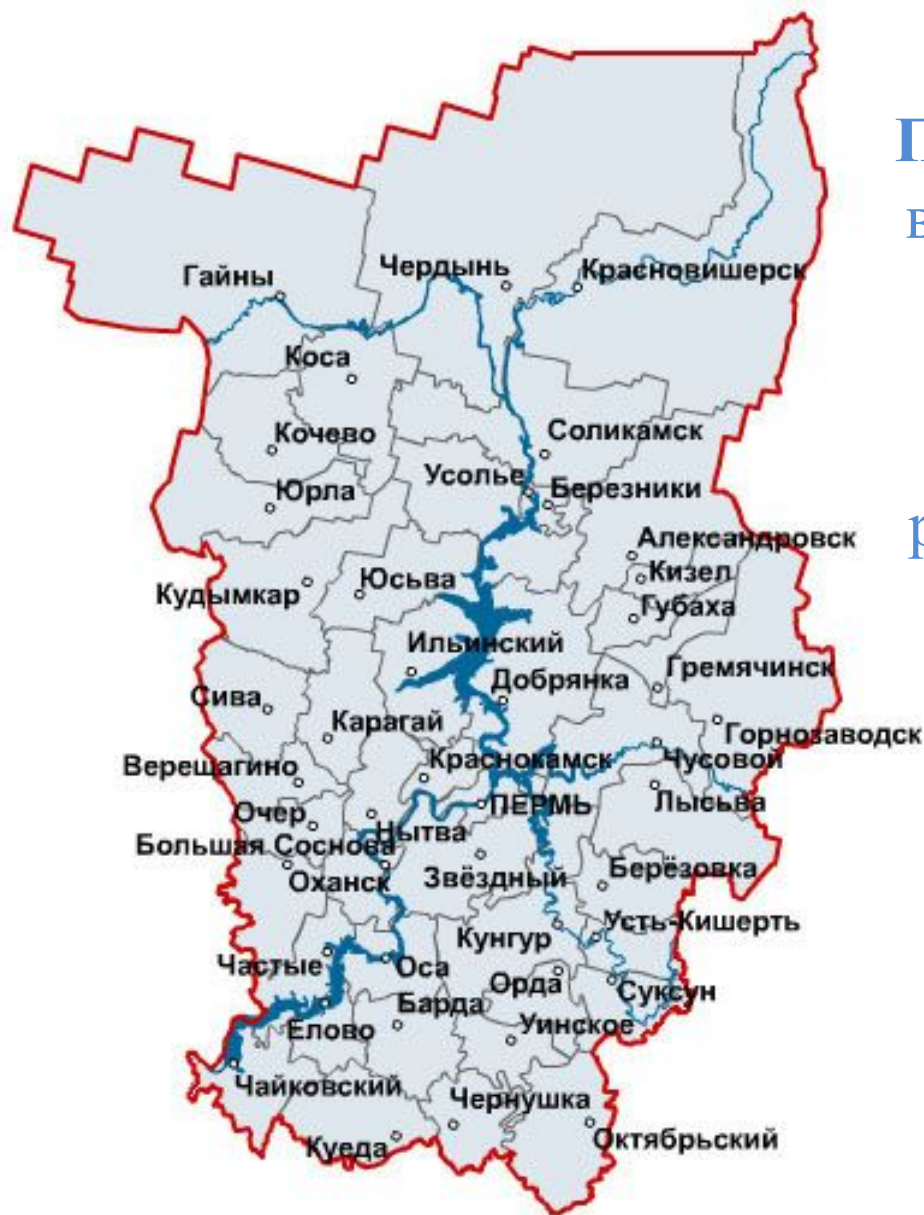 П
в
Чердынь
Красновишерск
Гайны
Коса
Соликамск
Кочево
Усолье
Березники
Юрла
р
Александровск
Кизел
Юсьва
Кудымкар
Губаха
Ильинский
Гремячинск
Добрянка
Сива
Карагай
Горнозаводск
Краснокамск
Чусовой
Верещагино
ПЕРМЬ
Лысьва
Очер
Нытва
Большая Соснова
Берёзовка
Оханск
Звёздный
Усть-Кишерть
Кунгур
Частые
Оса
Орда
Суксун
Барда
Уинское
Елово
Чайковский
Чернушка
Куеда
Октябрьский